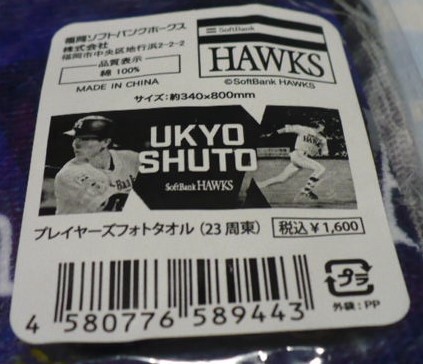 福岡ソフトバンクホークス
株式会社
福岡市中央区地行浜2-2-2
品質表示
綿 100%
MADE IN CHINA
SoftBank
HAWKS
©SoftBank HAWKS
サイズ：約340×800mm
UKYO
SHUTO
SoftBank HAWKS
プレイヤーズフォトタオル（23 周東）
税込￥1,600
4 580776 589443
プラ
外袋：PP